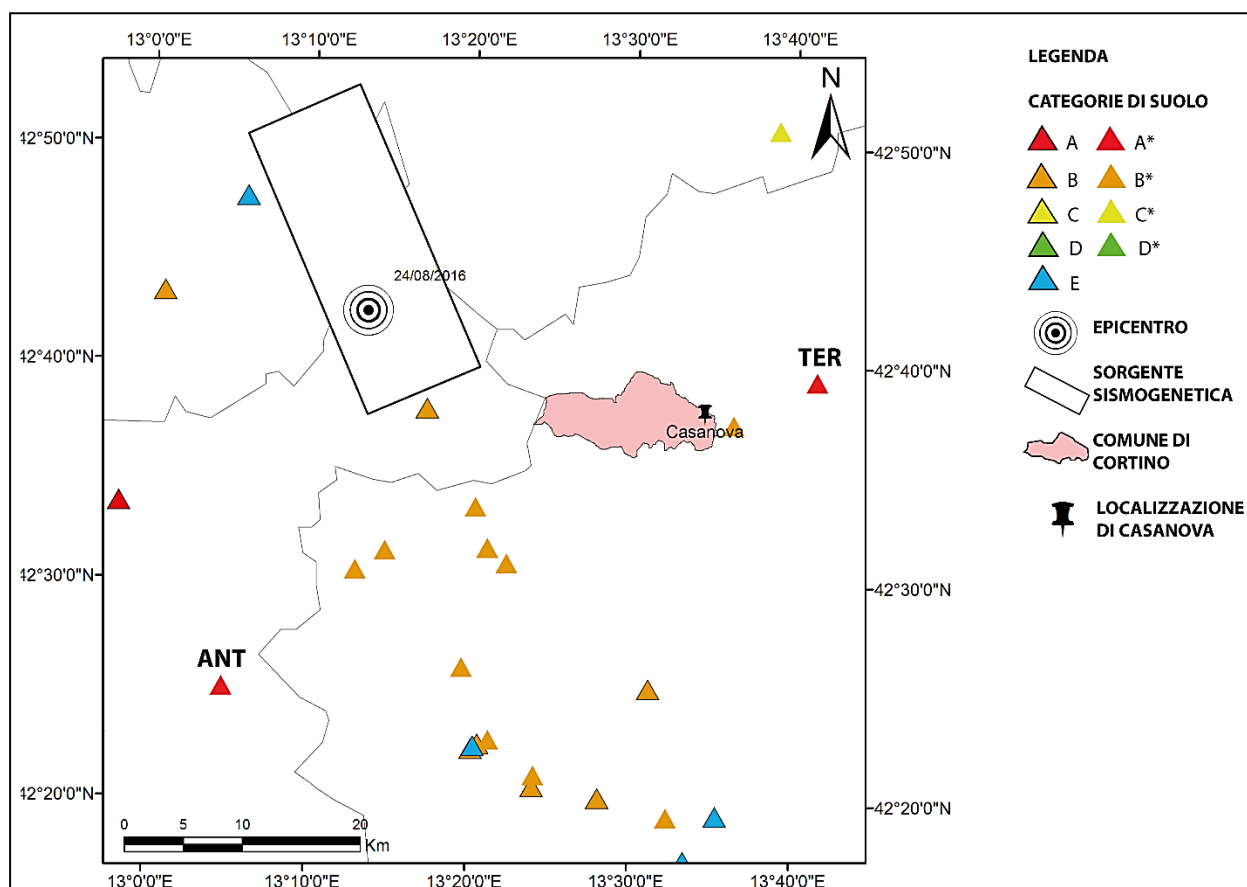 13°0'0"E
13°10'0"E
13°20'0"E
13°30'0"E
13°40'0"E
N
42°50'0"N
42°50'0"N
24/08/2016
42°40'0"N
TER
42°40'0"N
Casanova
42°30'0"N
42°30'0"N
ANT
42°20'0"N
42°20'0"N
0 5 10 20
Km
13°0'0"E
13°10'0"E
13°20'0"E
13°30'0"E
13°40'0"E
LEGENDA
CATEGORIE DI SUOLO
A A*
B B*
C C*
D D*
E
EPICENTRO
SORGENTE
SISMOGENETICA
COMUNE DI
CORTINO
LOCALIZZAZIONE
DI CASANOVA